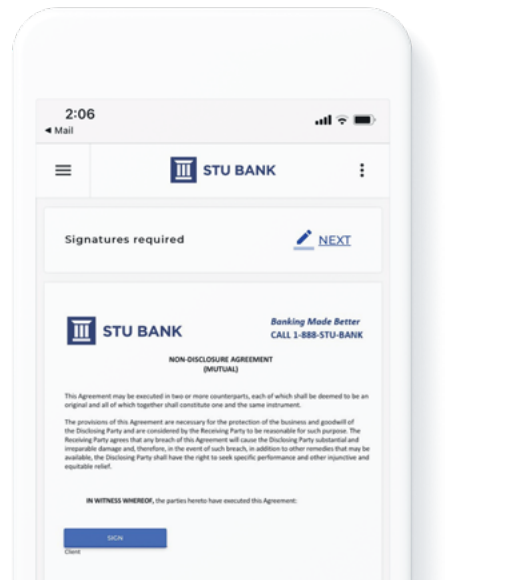 2:06
◄ Mail
STU BANK
Signatures required
NEXT
STU BANK
Banking Made Better
CALL 1-888-STU-BANK
NON-DISCLOSURE AGREEMENT
(MUTUAL)
This Agreement may be executed in two or more counterparts, each of which shall be deemed to be an
original and all of which together shall constitute one and the same instrument.
The provisions of this Agreement are necessary for the protection of the business and goodwill of
the Disclosing Party and are considered by the Receiving Party to be reasonable for such purpose. The
Receiving Party agrees that any breach of this Agreement will cause the Disclosing Party substantial and
irreparable damage and, therefore, in the event of such breach, in addition to other remedies that may be
available, the Disclosing Party shall have the right to seek specific performance and other injunctive and
equitable relief.
IN WITNESS WHEREOF, the parties hereto have executed this Agreement:
SIGN
Client